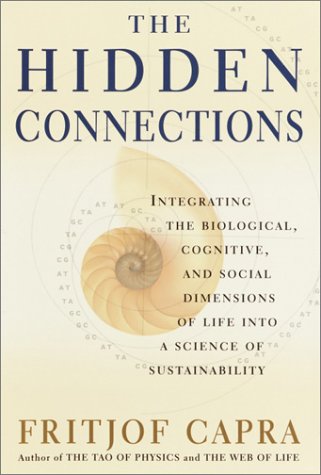 THE
HIDDEN
CONNECTIONS
INTEGRATING
THE BIOLOGICAL,
COGNITIVE,
AND SOCIAL
DIMENSIONS
OF LIFE INTO
A SCIENCE OF
SUSTAINABILITY
FRITJOF CAPRA
Author of THE TAO OF PHYSICS and THE WEB OF LIFE